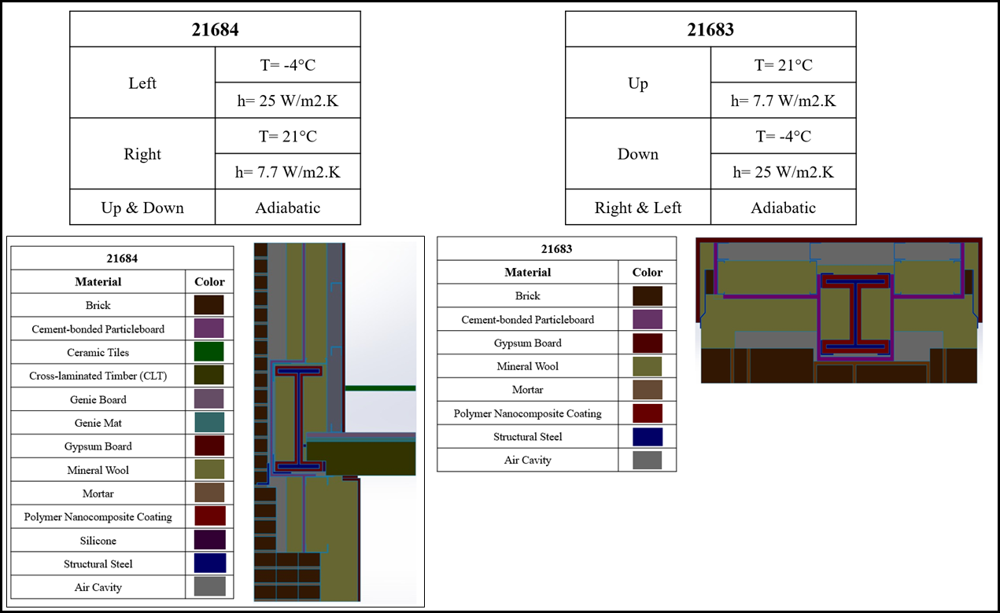 21684
Left
T= -4°C
h= 25 W/m2.K
Right
T= 21°C
h= 7.7 W/m2.K
Up & Down Adiabatic
21683
Up
T= 21°C
h= 7.7 W/m2.K
Down
T= -4°C
h= 25 W/m2.K
Right & Left Adiabatic
21684
Material Color
Brick
Cement-bonded Particleboard
Ceramic Tiles
Cross-laminated Timber (CLT)
Genie Board
Genie Mat
Gypsum Board
Mineral Wool
Mortar
Polymer Nanocomposite Coating
Silicone
Structural Steel
Air Cavity
21683
Material Color
Brick
Cement-bonded Particleboard
Gypsum Board
Mineral Wool
Mortar
Polymer Nanocomposite Coating
Structural Steel
Air Cavity